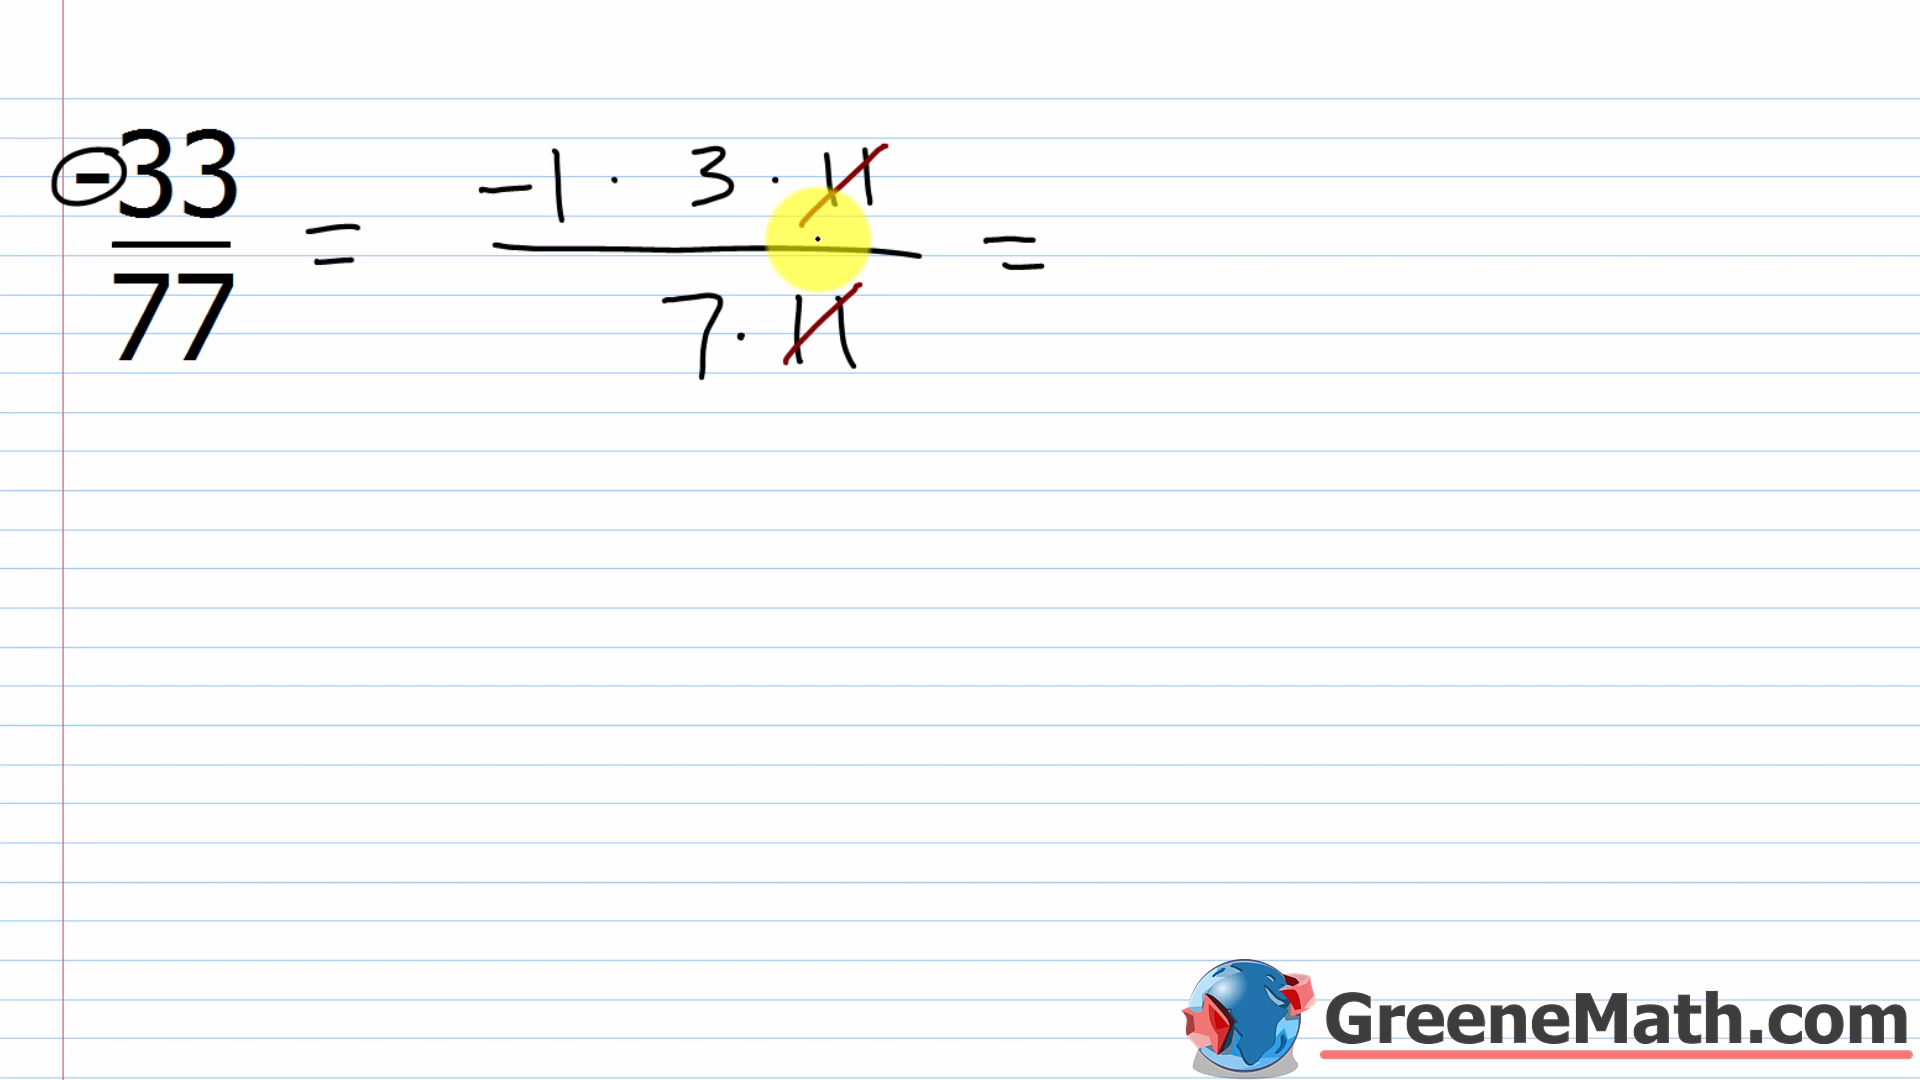 -33 = -1 · 3 · 11 =
77 7 · 11
GreeneMath.com